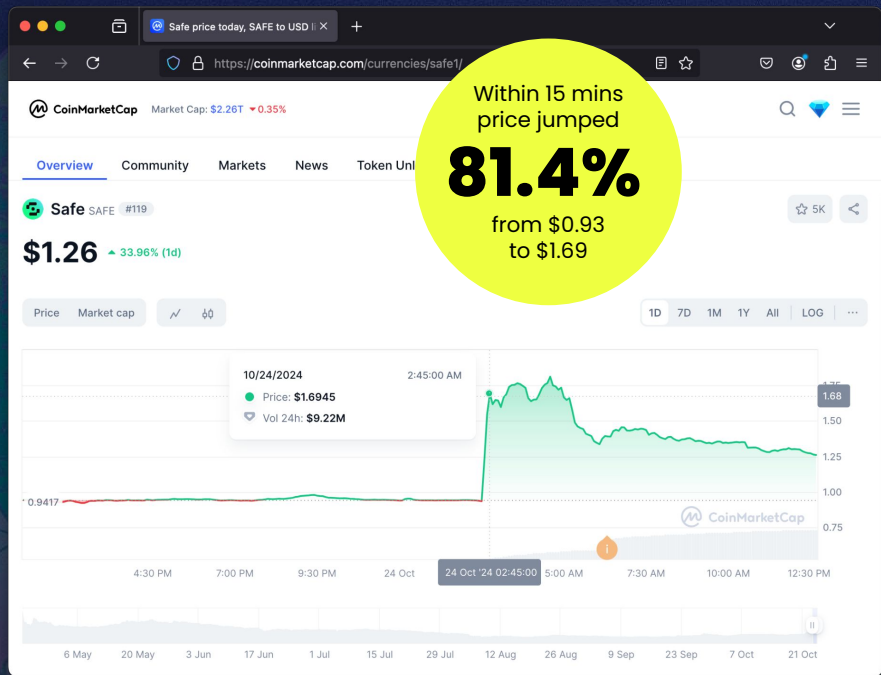 Safe price today, SAFE to USD li
https://coinmarketcap.com/currencies/safe1/
CoinMarketCap Market Cap: $2.26T ▾0.35%
Within 15 mins
price jumped
81.4%
from $0.93
to $1.69
Overview Community Markets News Token Unl
Safe SAFE #119
5K
$1.26 ▲ 33.96% (1d)
Price Market cap
1D 7D 1M 1Y All LOG ...
10/24/2024 2:45:00 AM
Price: $1.6945
Vol 24h: $9.22M
1.75
1.68
1.50
1.25
1.00
0.9417
CoinMarketCap
0.75
4:30 PM 7:00 PM 9:30 PM 24 Oct 24 Oct '24 02:45:00 5:00 AM 7:30 AM 10:00 AM 12:30 PM
6 May 20 May 3 Jun 17 Jun 1 Jul 15 Jul 29 Jul 12 Aug 26 Aug 9 Sep 23 Sep 7 Oct 21 Oct